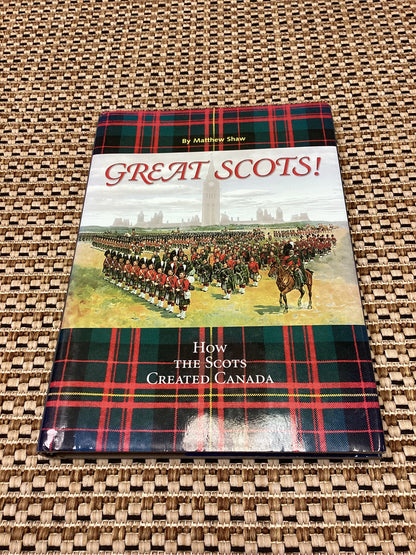 By Matthew Shaw
GREAT SCOTS!
How
the Scots
Created Canada